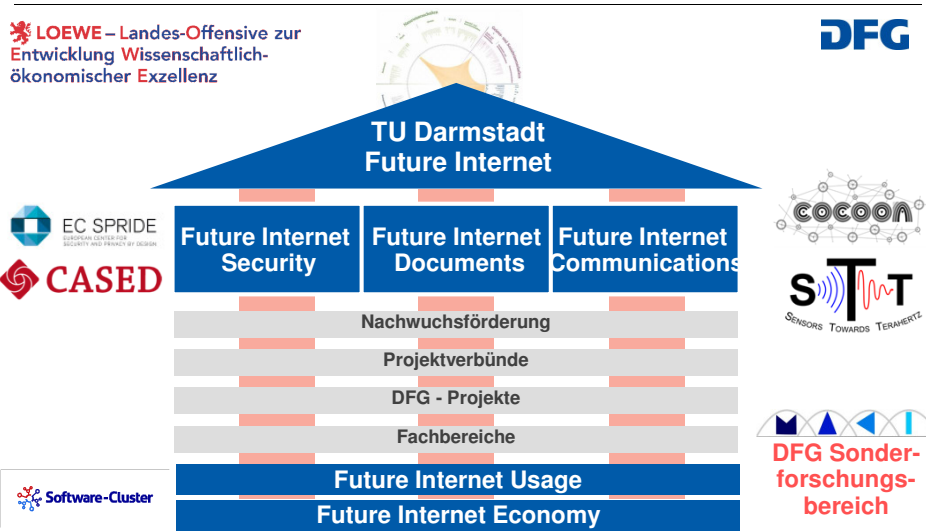 LOEWE – Landes-Offensive zur
Entwicklung Wissenschaftlich-
ökonomischer Exzellenz
DFG
TU Darmstadt
Future Internet
EC SPRIDE
EUROPEAN CENTER FOR
SECURITY AND PRIVACY BY DESIGN
CASED
Future Internet
Security
Future Internet
Documents
Future Internet
Communications
COCOON
STT
SENSORS TOWARDS TERAHERTZ
Nachwuchsförderung
Projektverbünde
DFG - Projekte
Fachbereiche
MAKI
DFG Sonder-
forschungs-
bereich
Software-Cluster
Future Internet Usage
Future Internet Economy